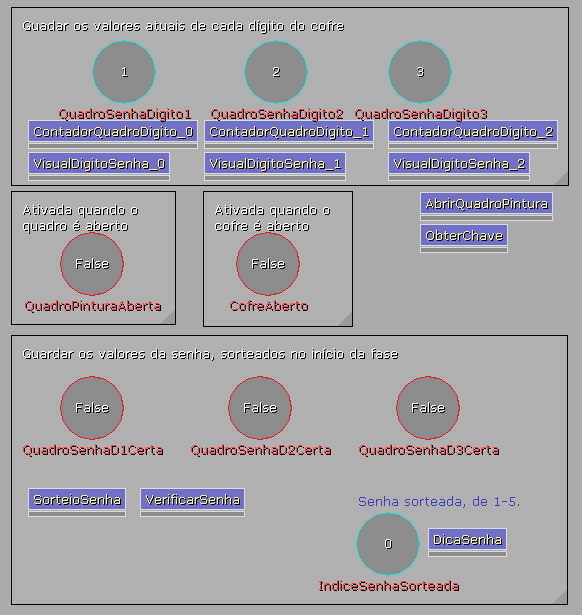 Guadar os valores atuais de cada dígito do cofre
1 2 3
QuadroSenhaDigito1 QuadroSenhaDigito2 QuadroSenhaDigito3
ContadorQuadroDigito_0 ContadorQuadroDigito_1 ContadorQuadroDigito_2
VisualDigitoSenha_0 VisualDigitoSenha_1 VisualDigitoSenha_2
Ativada quando o
quadro é aberto
False
QuadroPinturaAberta
Ativada quando o
cofre é aberto
False
CofreAberto
AbrirQuadroPintura
ObterChave
Guardar os valores da senha, sorteados no início da fase
False False False
QuadroSenhaD1Certa QuadroSenhaD2Certa QuadroSenhaD3Certa
SorteioSenha VerificarSenha
Senha sorteada, de 1-5.
0 DicaSenha
IndiceSenhaSorteada